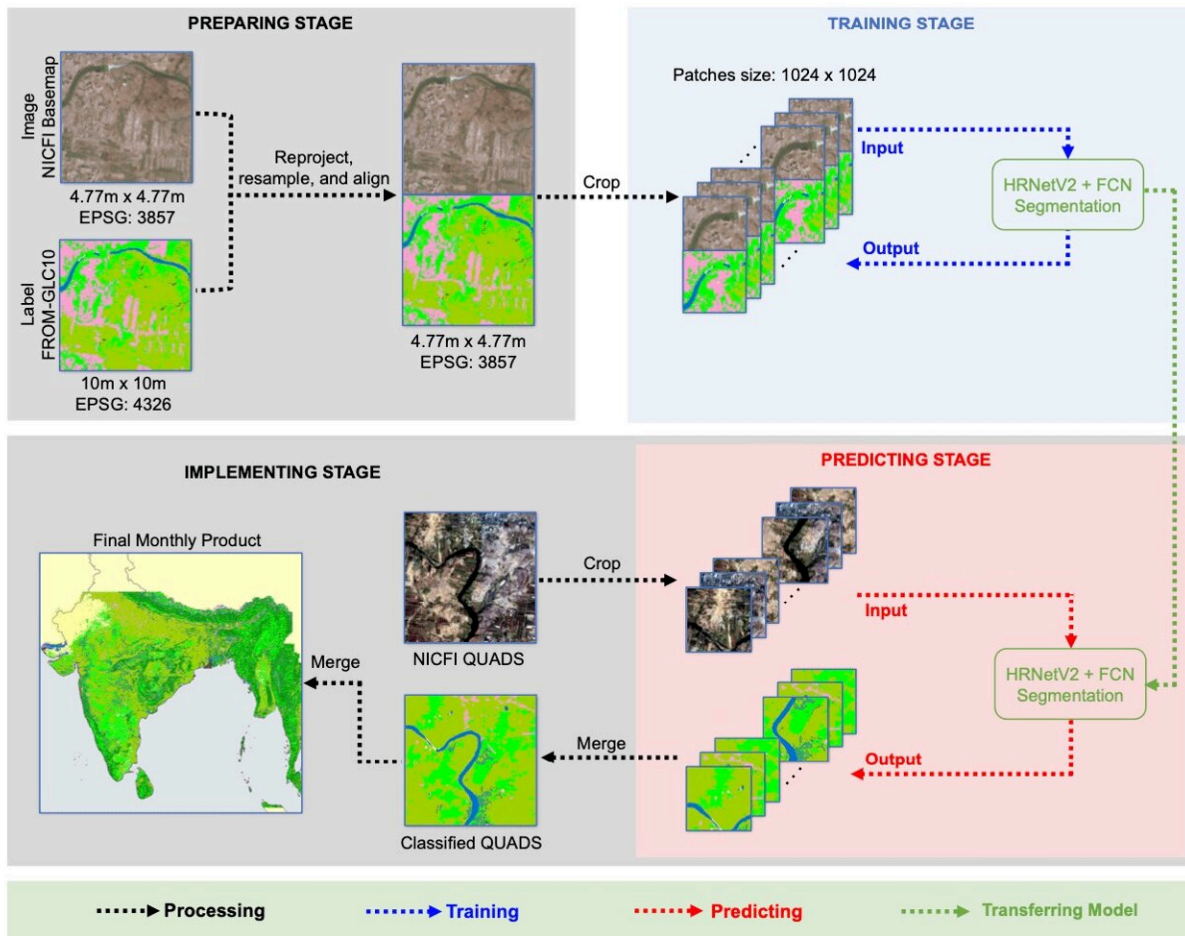 PREPARING STAGE
Image
NICFI Basemap
4.77m x 4.77m
EPSG: 3857
Label
FROM-GLC10
10m x 10m
EPSG: 4326
Reproject,
resample, and align
4.77m x 4.77m
EPSG: 3857
Crop
TRAINING STAGE
Patches size: 1024 x 1024
Input
HRNetV2 + FCN
Segmentation
Output
IMPLEMENTING STAGE
Final Monthly Product
Merge
NICFI QUADS
Classified QUADS
Crop
Merge
PREDICTING STAGE
Input
HRNetV2 + FCN
Segmentation
Output
Processing
Training
Predicting
Transferring Model